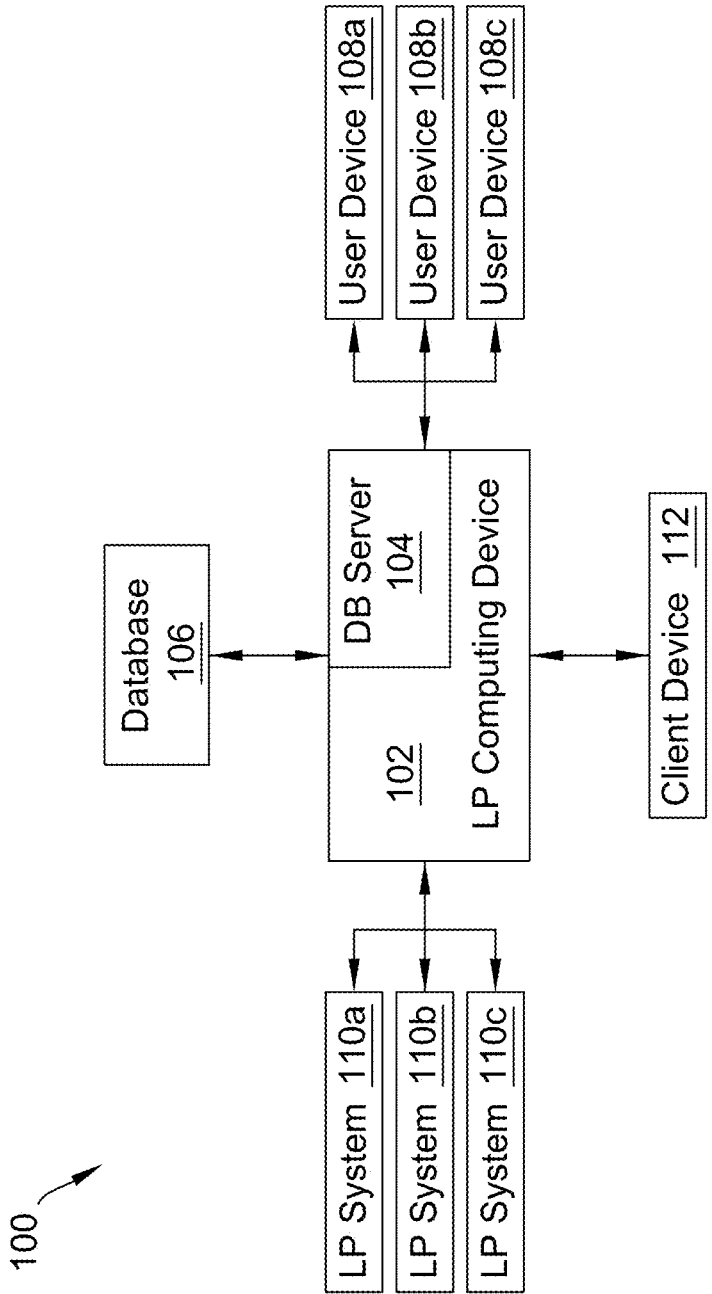 100
Database
106
LP System 110a
LP System 110b
LP System 110c
102
DB Server
104
LP Computing Device
User Device 108a
User Device 108b
User Device 108c
Client Device 112